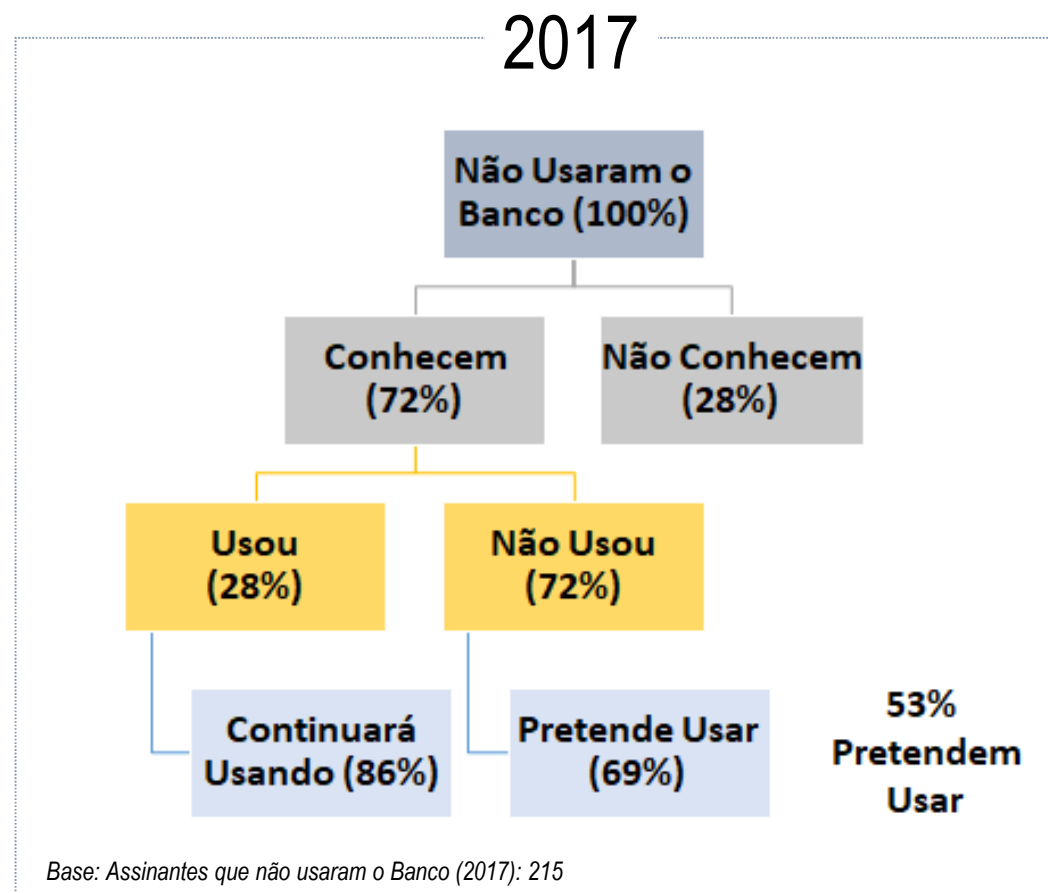 2017
Não Usaram o
Banco (100%)
Conhecem
(72%)
Não Conhecem
(28%)
Usou
(28%)
Não Usou
(72%)
Continuará
Usando (86%)
Pretende Usar
(69%)
53%
Pretendem
Usar
Base: Assinantes que não usaram o Banco (2017): 215